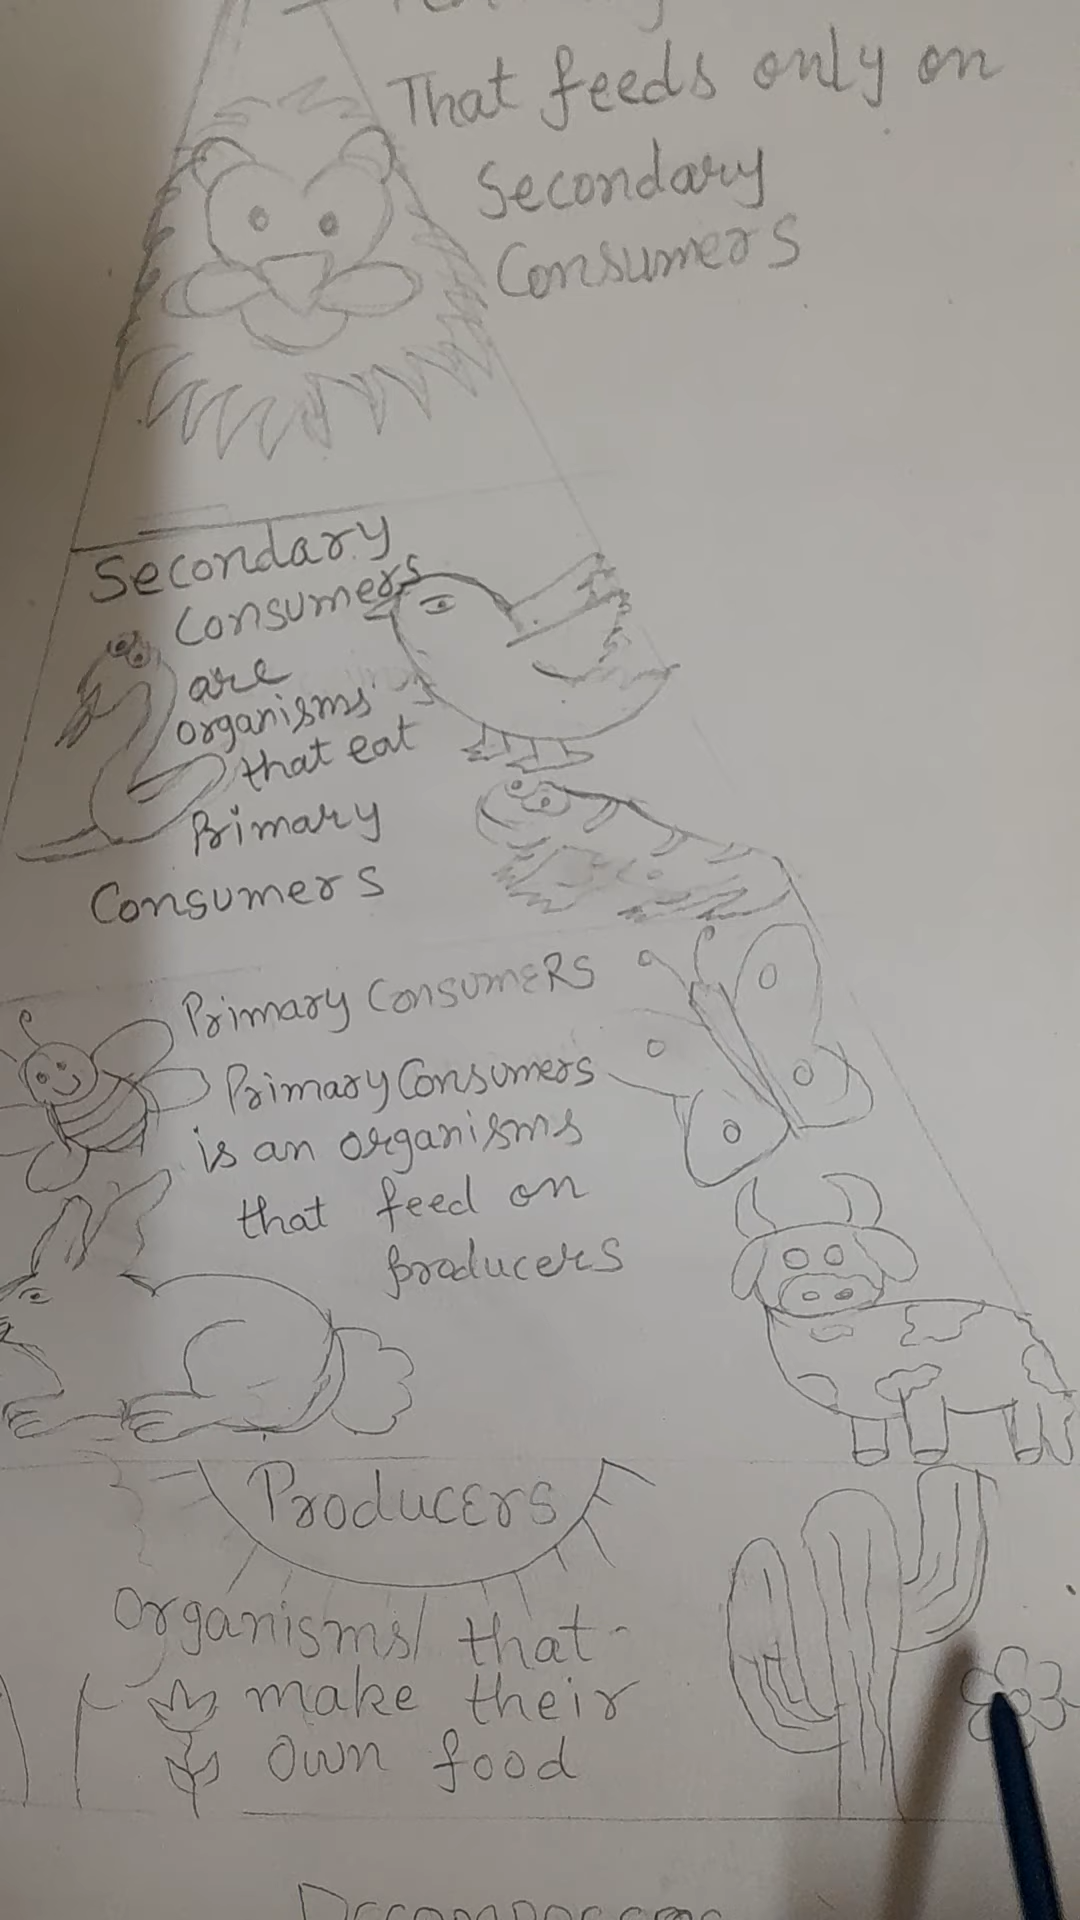 That feeds only on
Secondary
Consumers
Secondary
Consumers
are
organisms
that eat
Primary
Consumers
Primary ConsumeRs
Primary Consumers
is an organisms
that feed on
producers
Producers
Organisms that
make their
own food